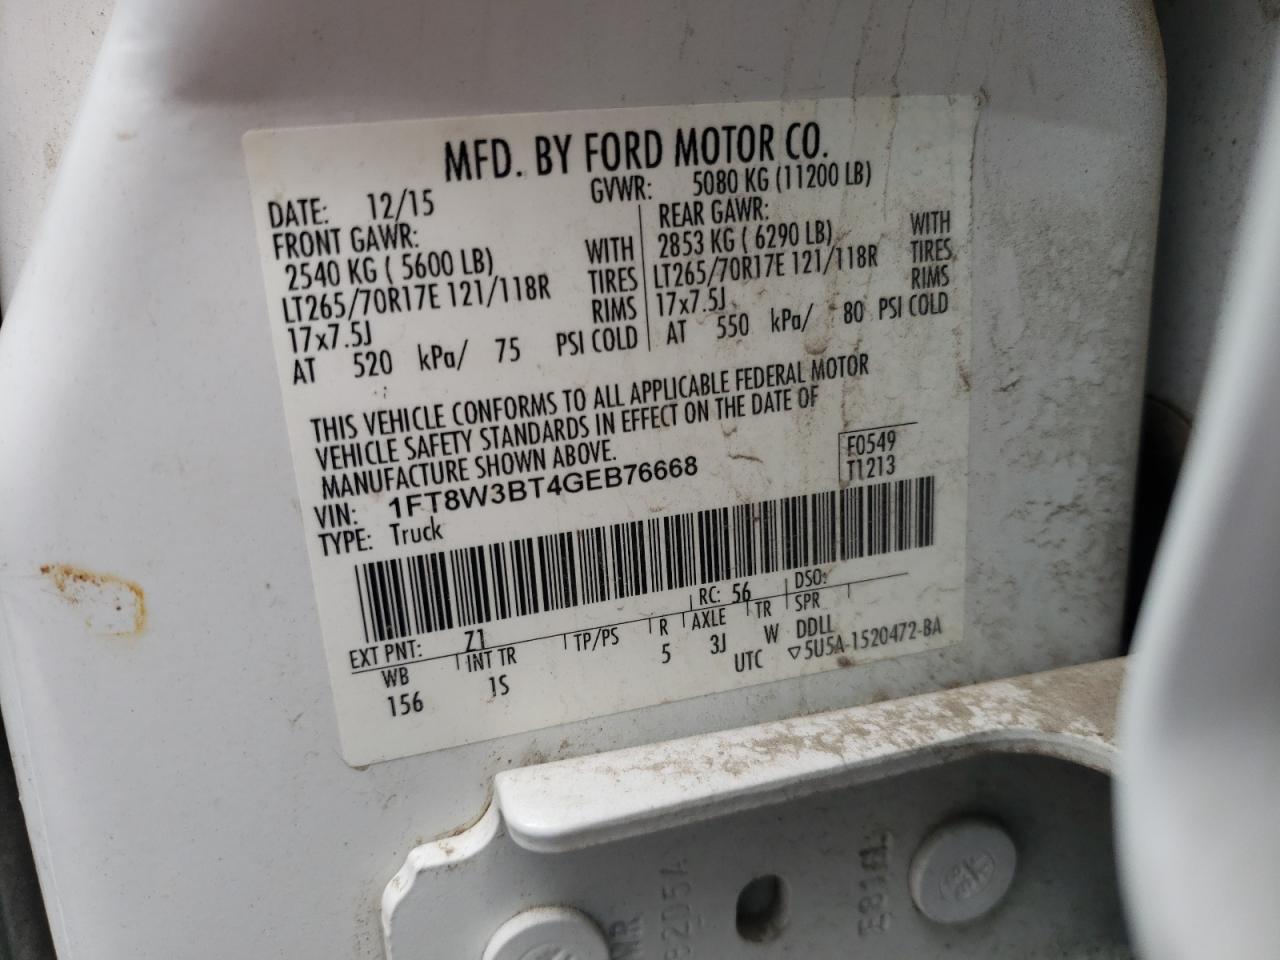 MFD. BY FORD MOTOR CO.
DATE: 12/15 GVWR: 5080 KG (11200 LB)
FRONT GAWR:
2540 KG ( 5600 LB) WITH
LT265/70R17E 121/118R TIRES
17x7.5J RIMS
AT 520 kPa/ 75 PSI COLD
REAR GAWR:
2853 KG ( 6290 LB) WITH
LT265/70R17E 121/118R TIRES
17x7.5J RIMS
AT 550 kPa/ 80 PSI COLD
THIS VEHICLE CONFORMS TO ALL APPLICABLE FEDERAL MOTOR
VEHICLE SAFETY STANDARDS IN EFFECT ON THE DATE OF
MANUFACTURE SHOWN ABOVE.
VIN: 1FT8W3BT4GEB76668
TYPE: Truck
F0549
T1213
EXT PNT: Z1 RC: 56 DSO:
WB INT TR TP/PS R AXLE TR SPR
156 1S 5 3J W DDLL
UTC ▽5U5A-1520472-BA